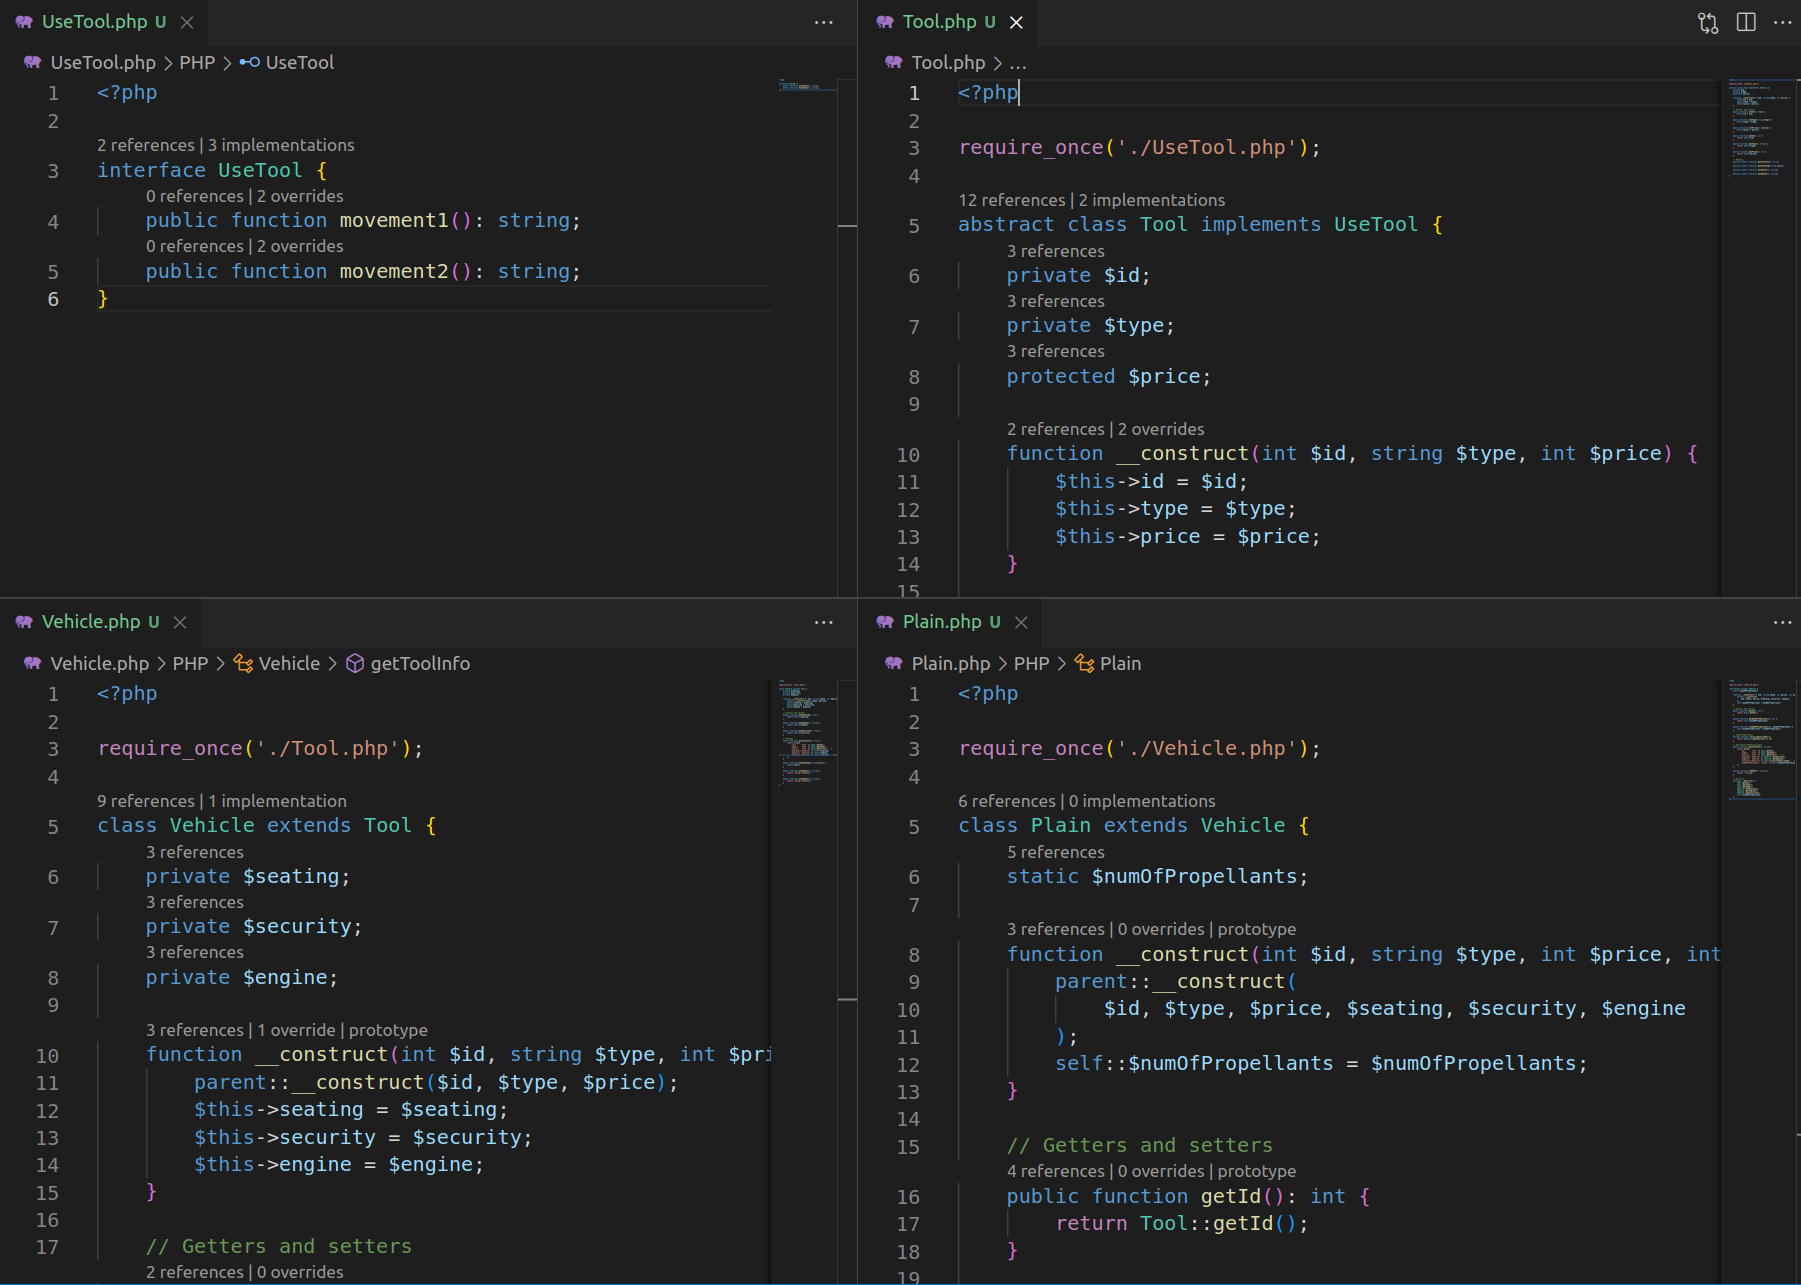 UseTool.php U
UseTool.php > PHP > UseTool
1 <?php
2
2 references | 3 implementations
3 interface UseTool {
0 references | 2 overrides
4 public function movement1(): string;
0 references | 2 overrides
5 public function movement2(): string;
6 }
Tool.php U
Tool.php > ...
1 <?php
2
3 require_once('./UseTool.php');
4
12 references | 2 implementations
5 abstract class Tool implements UseTool {
3 references
6 private $id;
3 references
7 private $type;
3 references
8 protected $price;
9
2 references | 2 overrides
10 function __construct(int $id, string $type, int $price) {
11 $this->id = $id;
12 $this->type = $type;
13 $this->price = $price;
14 }
15
Vehicle.php U
Vehicle.php > PHP > Vehicle > getToolInfo
1 <?php
2
3 require_once('./Tool.php');
4
9 references | 1 implementation
5 class Vehicle extends Tool {
3 references
6 private $seating;
3 references
7 private $security;
3 references
8 private $engine;
9
3 references | 1 override | prototype
10 function __construct(int $id, string $type, int $pri
11 parent::__construct($id, $type, $price);
12 $this->seating = $seating;
13 $this->security = $security;
14 $this->engine = $engine;
15 }
16
17 // Getters and setters
2 references | 0 overrides
Plain.php U
Plain.php > PHP > Plain
1 <?php
2
3 require_once('./Vehicle.php');
4
6 references | 0 implementations
5 class Plain extends Vehicle {
5 references
6 static $numOfPropellants;
7
3 references | 0 overrides | prototype
8 function __construct(int $id, string $type, int $price, int
9 parent::__construct(
10 $id, $type, $price, $seating, $security, $engine
11 );
12 self::$numOfPropellants = $numOfPropellants;
13 }
14
15 // Getters and setters
4 references | 0 overrides | prototype
16 public function getId(): int {
17 return Tool::getId();
18 }
19